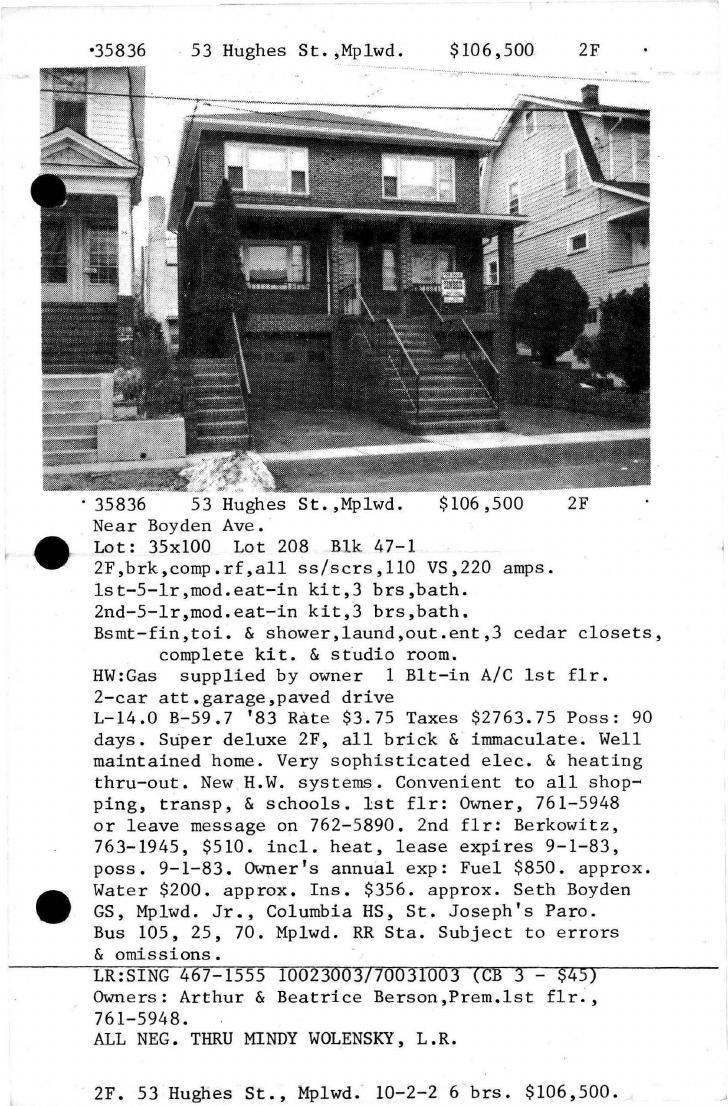 35836 53 Hughes St.,Mplwd. $106,500 2F
35836 53 Hughes St.,Mplwd. $106,500 2F
Near Boyden Ave.
Lot: 35x100 Lot 208 Blk 47-1
2F,brk,comp.rf,all ss/scrs,110 VS,220 amps.
1st-5-lr,mod.eat-in kit,3 brs,bath.
2nd-5-lr,mod.eat-in kit,3 brs,bath.
Bsmt-fin,toi. & shower,laund,out.ent,3 cedar closets,
complete kit. & studio room.
HW:Gas supplied by owner 1 Blt-in A/C 1st flr.
2-car att.garage,paved drive
L-14.0 B-59.7 '83 Rate $3.75 Taxes $2763.75 Poss: 90
days. Super deluxe 2F, all brick & immaculate. Well
maintained home. Very sophisticated elec. & heating
thru-out. New H.W. systems. Convenient to all shop-
ping, transp, & schools. 1st flr: Owner, 761-5948
or leave message on 762-5890. 2nd flr: Berkowitz,
763-1945, $510. incl. heat, lease expires 9-1-83,
poss. 9-1-83. Owner's annual exp: Fuel $850. approx.
Water $200. approx. Ins. $356. approx. Seth Boyden
GS, Mplwd. Jr., Columbia HS, St. Joseph's Paro.
Bus 105, 25, 70. Mplwd. RR Sta. Subject to errors
& omissions.
LR:SING 467-1555 10023003/70031003 (CB 3 - $45)
Owners: Arthur & Beatrice Berson,Prem.1st flr.,
761-5948.
ALL NEG. THRU MINDY WOLENSKY, L.R.
2F. 53 Hughes St., Mplwd. 10-2-2 6 brs. $106,500.